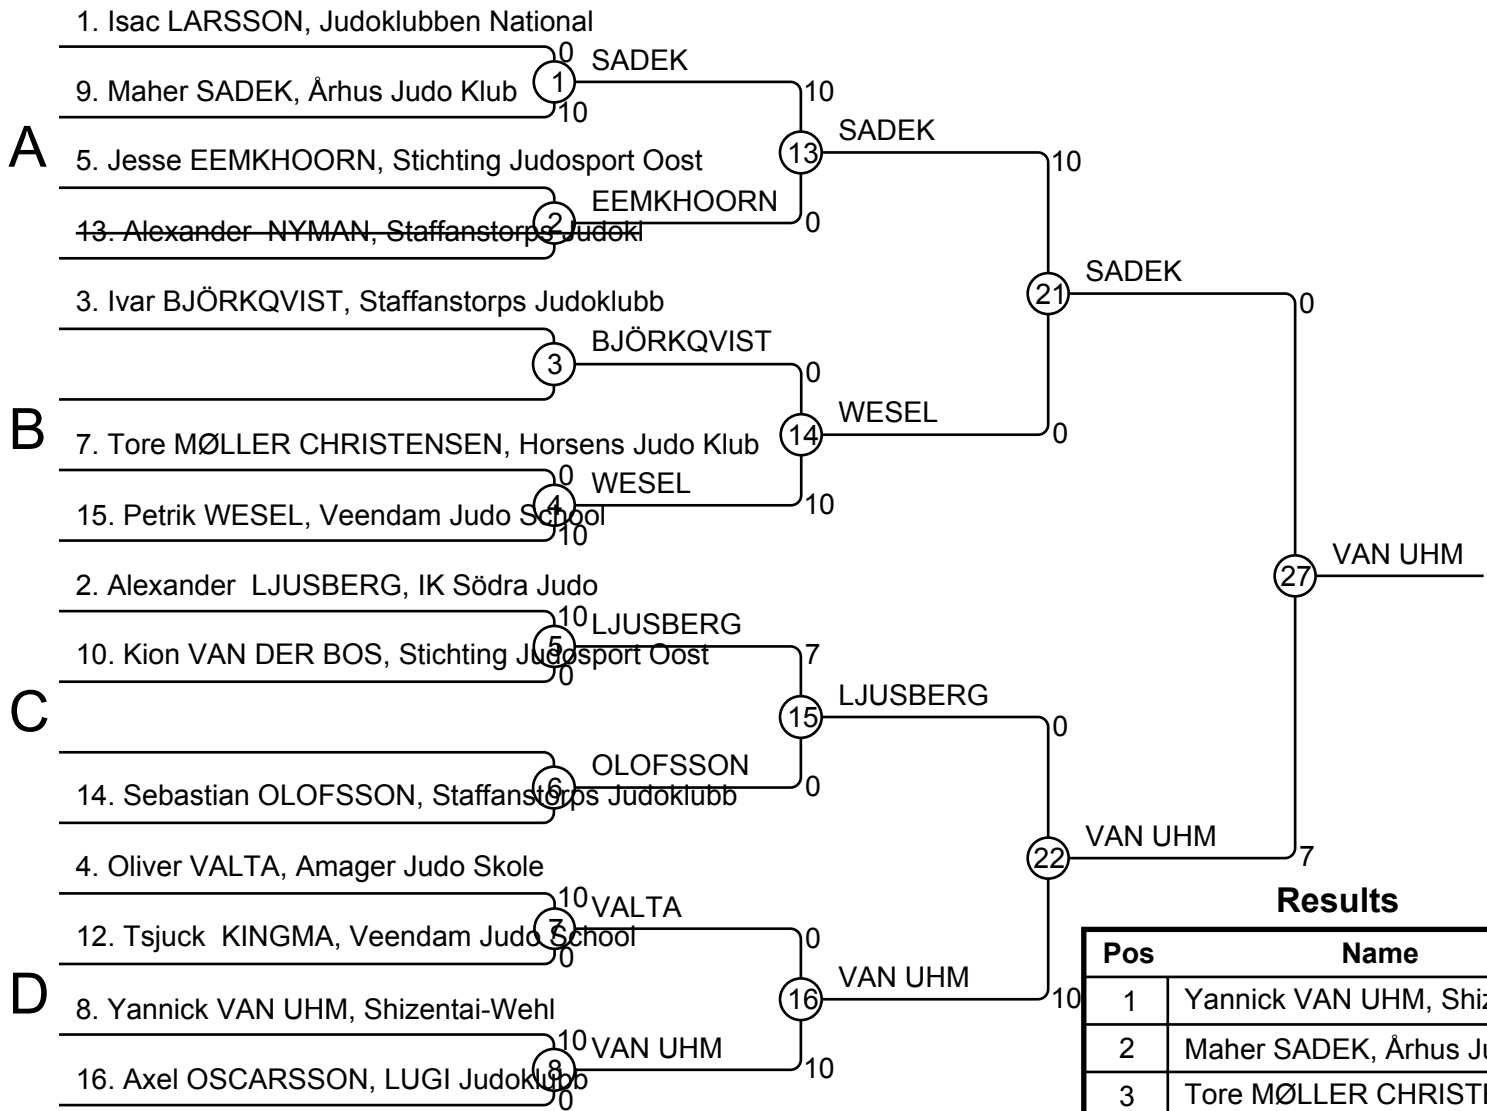 1. Isac LARSSON, Judoklubben National
0
SADEK
9. Maher SADEK, Århus Judo Klub
1
10
10
A
SADEK
13
10
5. Jesse EEMKHOORN, Stichting Judosport Oost
EEMKHOORN
2
0
13. Alexander  NYMAN, Staffanstorps Judokl
SADEK
21
0
3. Ivar BJÖRKQVIST, Staffanstorps Judoklubb
BJÖRKQVIST
3
0
B
WESEL
14
0
7. Tore MØLLER CHRISTENSEN, Horsens Judo Klub
0
WESEL
4
10
15. Petrik WESEL, Veendam Judo School
10
VAN UHM
27
2. Alexander  LJUSBERG, IK Södra Judo
10
LJUSBERG
5
7
10. Kion VAN DER BOS, Stichting Judosport Oost
0
C
LJUSBERG
15
0
OLOFSSON
6
0
14. Sebastian OLOFSSON, Staffanstorps Judoklubb
VAN UHM
22
7
4. Oliver VALTA, Amager Judo Skole
10
VALTA
7
0
12. Tsjuck  KINGMA, Veendam Judo School
0
D
VAN UHM
16
10
8. Yannick VAN UHM, Shizentai-Wehl
10
VAN UHM
8
10
16. Axel OSCARSSON, LUGI Judoklubb
0
Results
Pos Name
1 Yannick VAN UHM, Shiz
2 Maher SADEK, Århus Ju
3 Tore MØLLER CHRISTE